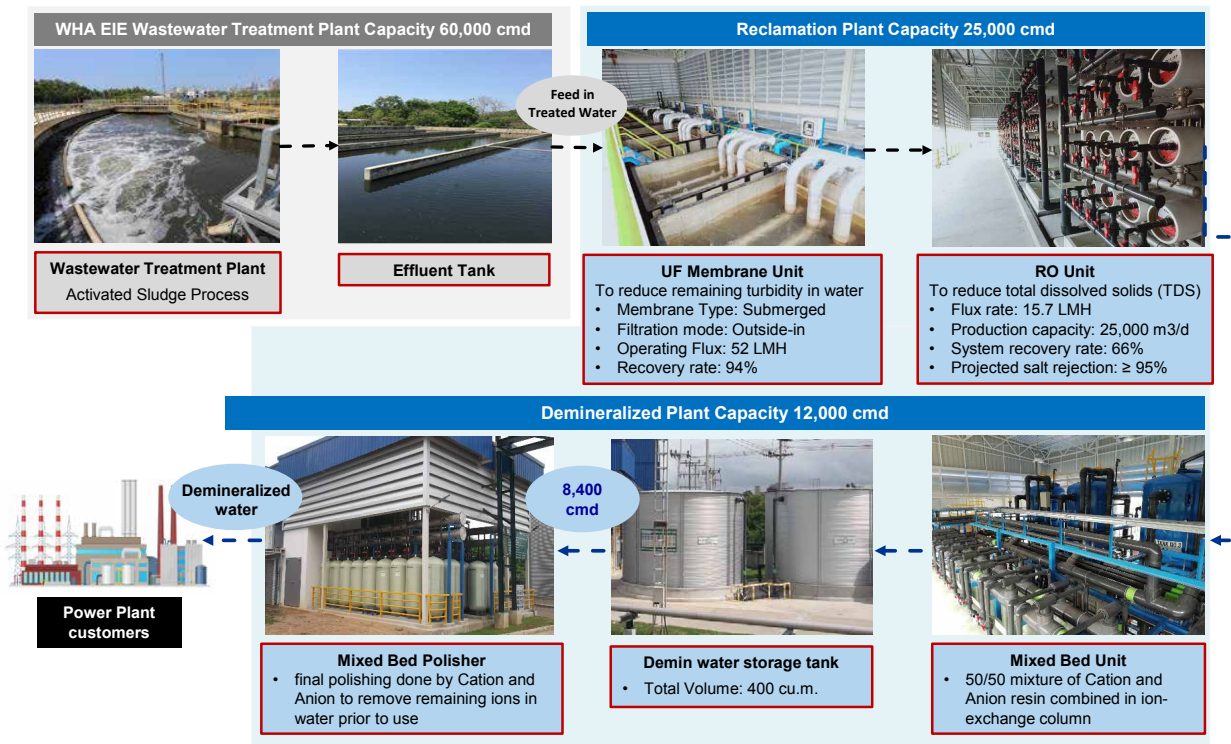 WHA EIE Wastewater Treatment Plant Capacity 60,000 cmd
Reclamation Plant Capacity 25,000 cmd
Feed in
Treated Water
Wastewater Treatment Plant
Activated Sludge Process
Effluent Tank
UF Membrane Unit
To reduce remaining turbidity in water
• Membrane Type: Submerged
• Filtration mode: Outside-in
• Operating Flux: 52 LMH
• Recovery rate: 94%
RO Unit
To reduce total dissolved solids (TDS)
• Flux rate: 15.7 LMH
• Production capacity: 25,000 m3/d
• System recovery rate: 66%
• Projected salt rejection: ≥ 95%
Demineralized Plant Capacity 12,000 cmd
Demineralized
water
8,400
cmd
Power Plant
customers
Mixed Bed Polisher
• final polishing done by Cation and
Anion to remove remaining ions in
water prior to use
Demin water storage tank
• Total Volume: 400 cu.m.
Mixed Bed Unit
• 50/50 mixture of Cation and
Anion resin combined in ion-
exchange column